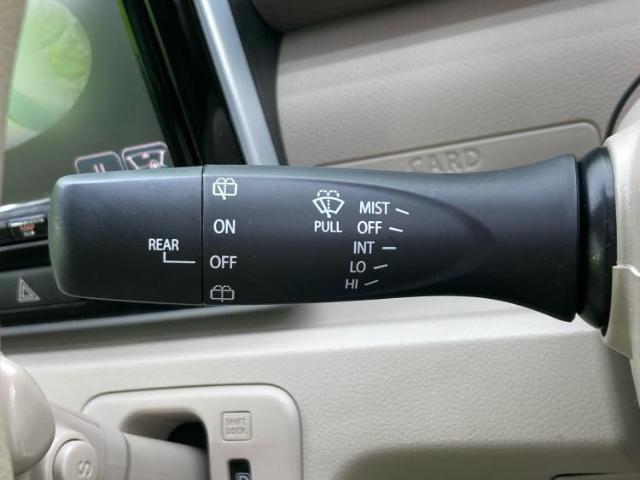 CARD
MIST
ON
PULL
OFF
REAR
INT
OFF
LO
HI
SHIFT
LOCK
S